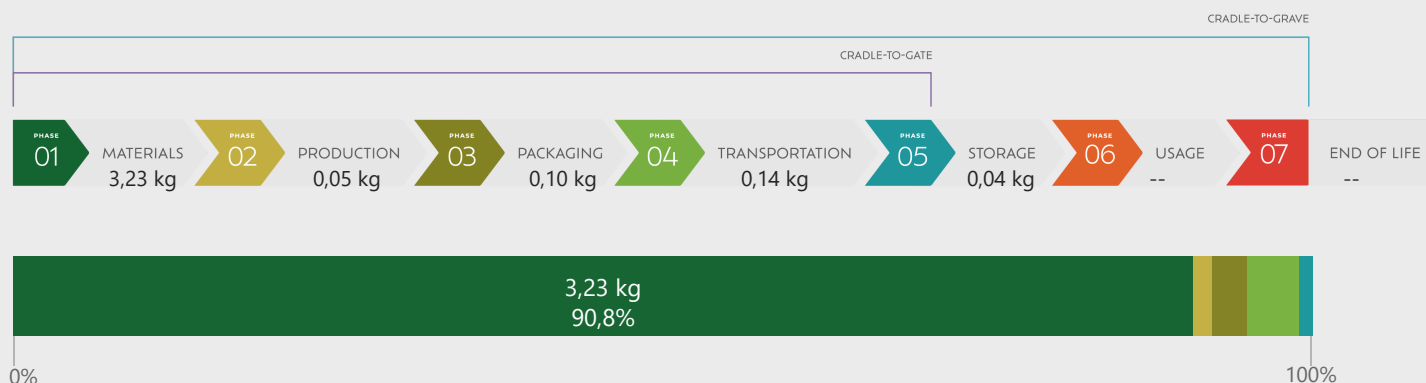 CRADLE-TO-GRAVE
CRADLE-TO-GATE
PHASE
01
MATERIALS
3,23 kg
PHASE
02
PRODUCTION
0,05 kg
PHASE
03
PACKAGING
0,10 kg
PHASE
04
TRANSPORTATION
0,14 kg
PHASE
05
STORAGE
0,04 kg
PHASE
06
USAGE
--
PHASE
07
END OF LIFE
--
3,23 kg
90,8%
0%
100%